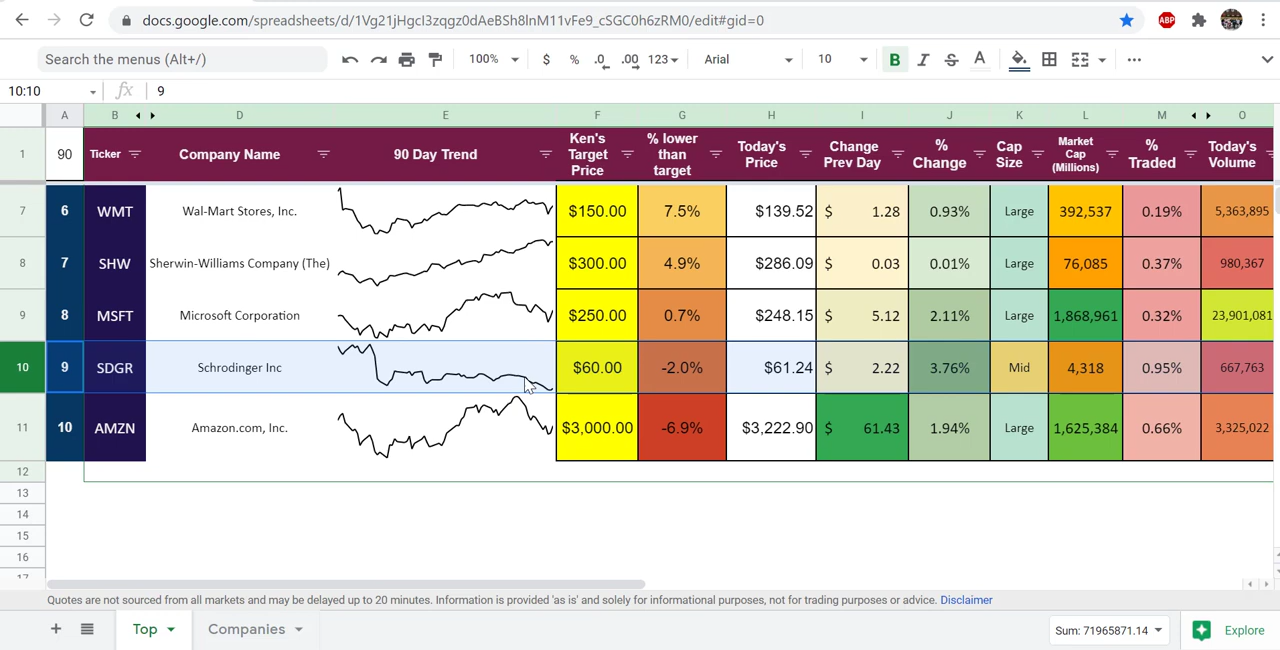 docs.google.com/spreadsheets/d/1Vg21jHgcI3zqgz0dAeBSh8lnM11vFe9_cSGC0h6zRM0/edit#gid=0 ABP
Search the menus (Alt+/) 100% $ % .0 .00 123 Arial 10 B I S A
10:10 fx 9
A B D E F G H I J K L M O
1 90 Ticker Company Name 90 Day Trend Ken's Target Price % lower than target Today's Price Change Prev Day % Change Cap Size Market Cap (Millions) % Traded Today's Volume
7 6 WMT Wal-Mart Stores, Inc. $150.00 7.5% $139.52 $ 1.28 0.93% Large 392,537 0.19% 5,363,895
8 7 SHW Sherwin-Williams Company (The) $300.00 4.9% $286.09 $ 0.03 0.01% Large 76,085 0.37% 980,367
9 8 MSFT Microsoft Corporation $250.00 0.7% $248.15 $ 5.12 2.11% Large 1,868,961 0.32% 23,901,081
10 9 SDGR Schrodinger Inc $60.00 -2.0% $61.24 $ 2.22 3.76% Mid 4,318 0.95% 667,763
11 10 AMZN Amazon.com, Inc. $3,000.00 -6.9% $3,222.90 $ 61.43 1.94% Large 1,625,384 0.66% 3,325,022
12
13
14
15
16
17
Quotes are not sourced from all markets and may be delayed up to 20 minutes. Information is provided 'as is' and solely for informational purposes, not for trading purposes or advice. Disclaimer
+ Top Companies Sum: 71965871.14 Explore